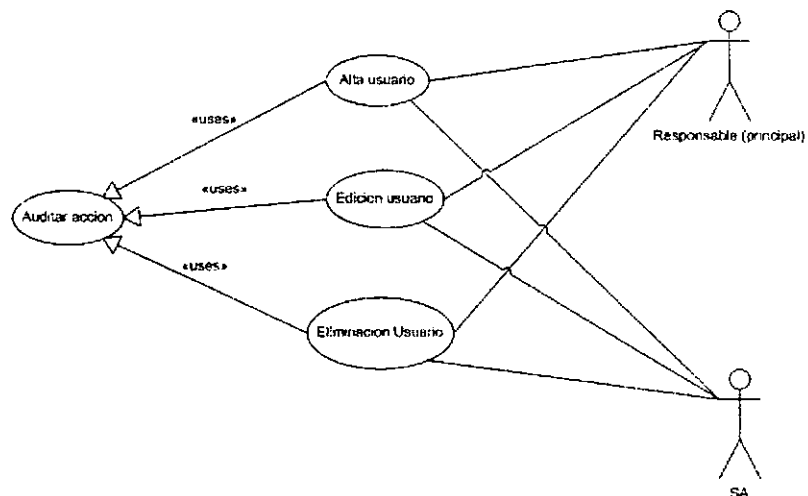 Alta usuario
«uses»
Responsable (principal)
«uses»
Edicion usuario
Auditar accion
«uses»
Eliminacion Usuario
SA